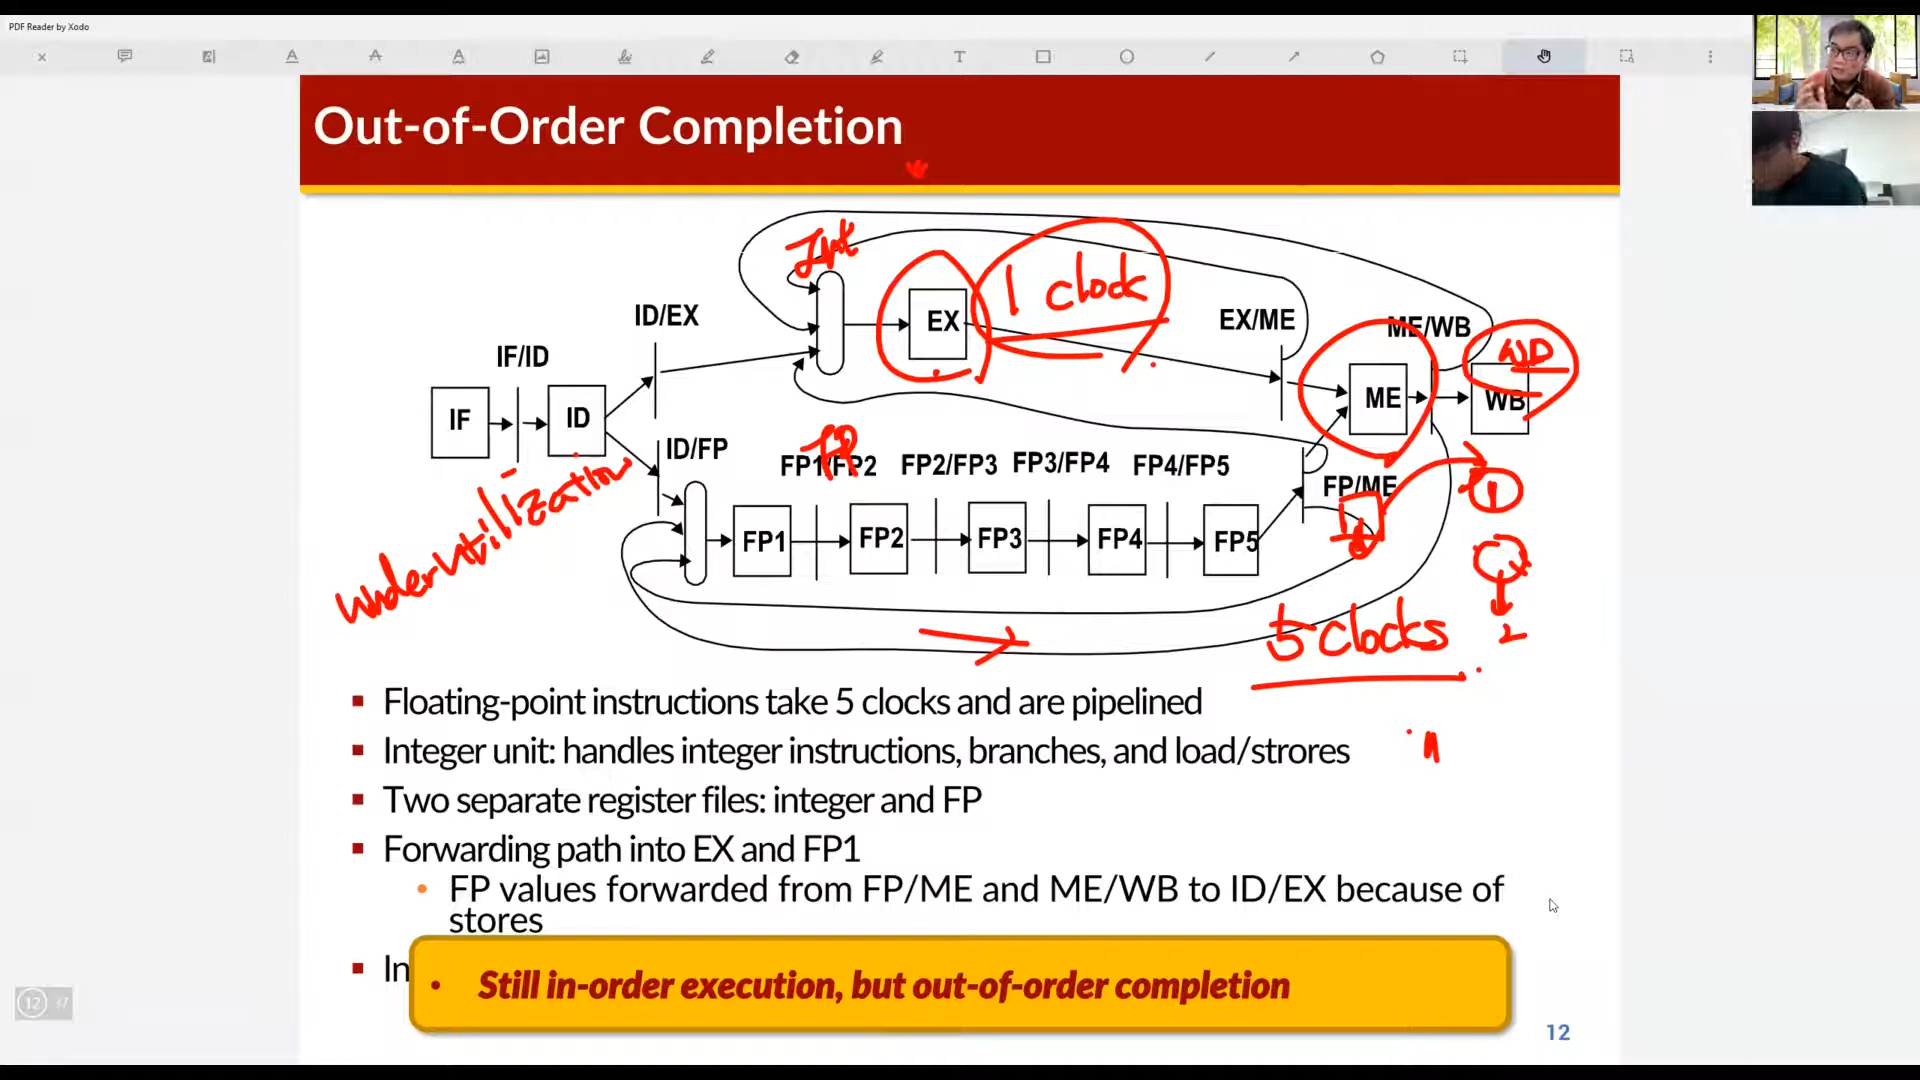 PDF Reader by Xodo
Out-of-Order Completion
Int
1 clock
ID/EX
EX/ME
ME/WB
IF/ID
EX
ME
WB
IF
ID
ID/FP
FP
FP1/FP2
FP2/FP3
FP3/FP4
FP4/FP5
FP/ME
1
underutilization
FP1
FP2
FP3
FP4
FP5
5 clocks
2
▪ Floating-point instructions take 5 clocks and are pipelined
▪ Integer unit: handles integer instructions, branches, and load/strores
▪ Two separate register files: integer and FP
▪ Forwarding path into EX and FP1
• FP values forwarded from FP/ME and ME/WB to ID/EX because of
stores
▪ In
• Still in-order execution, but out-of-order completion
12 37
12